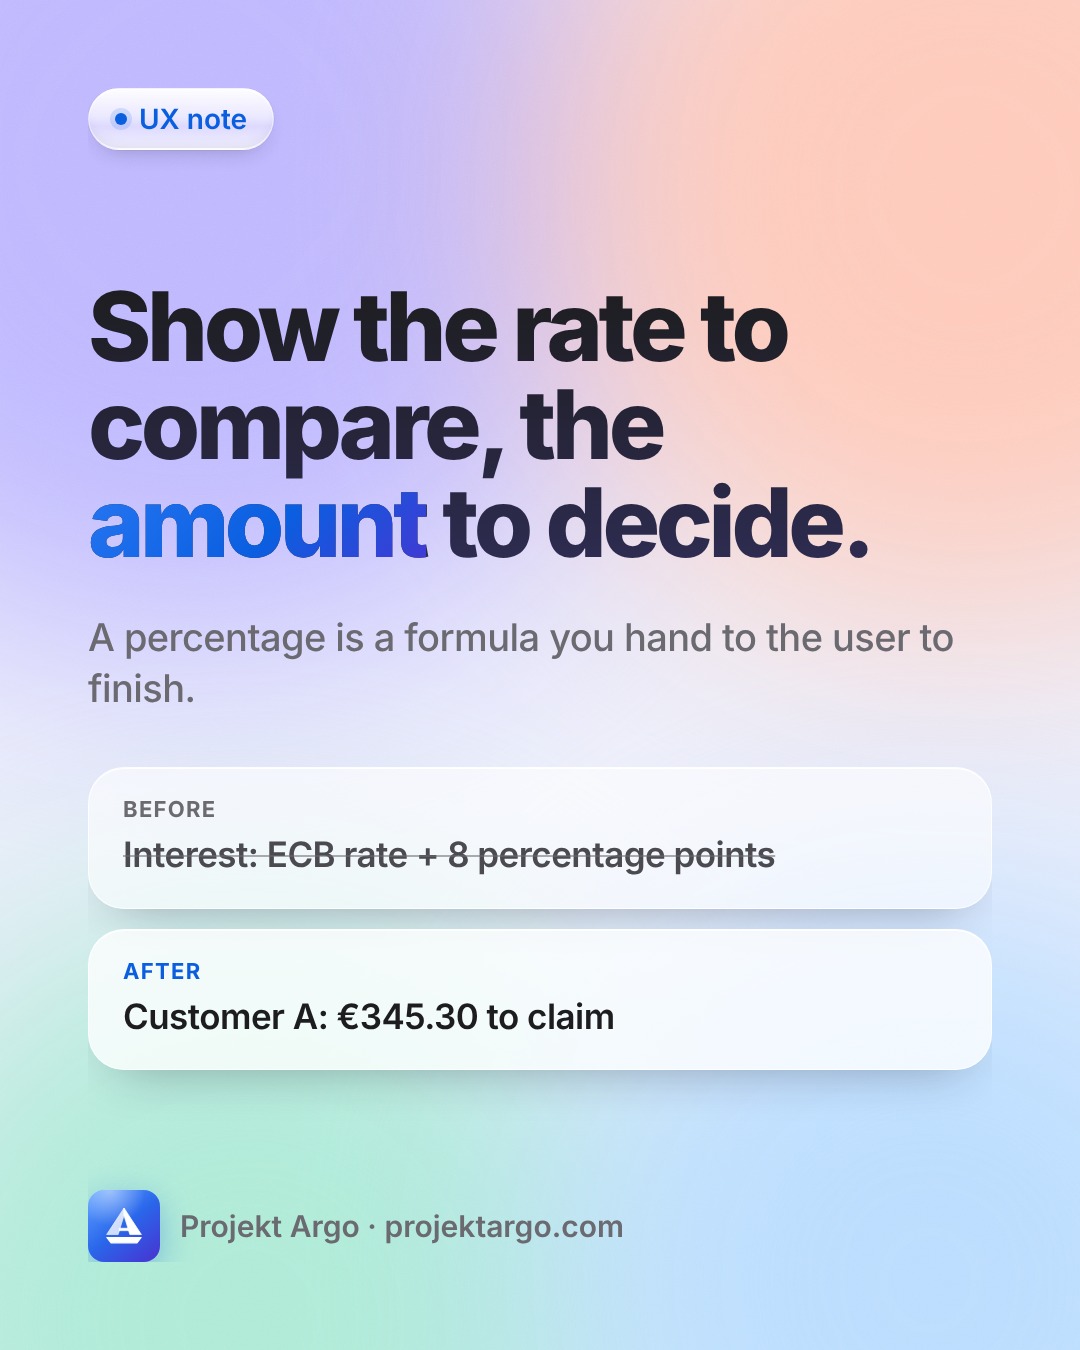 UX note
Show the rate to
compare, the
amount to decide.
A percentage is a formula you hand to the user to
finish.
BEFORE
Interest: ECB rate + 8 percentage points
AFTER
Customer A: €345.30 to claim
Projekt Argo · projektargo.com